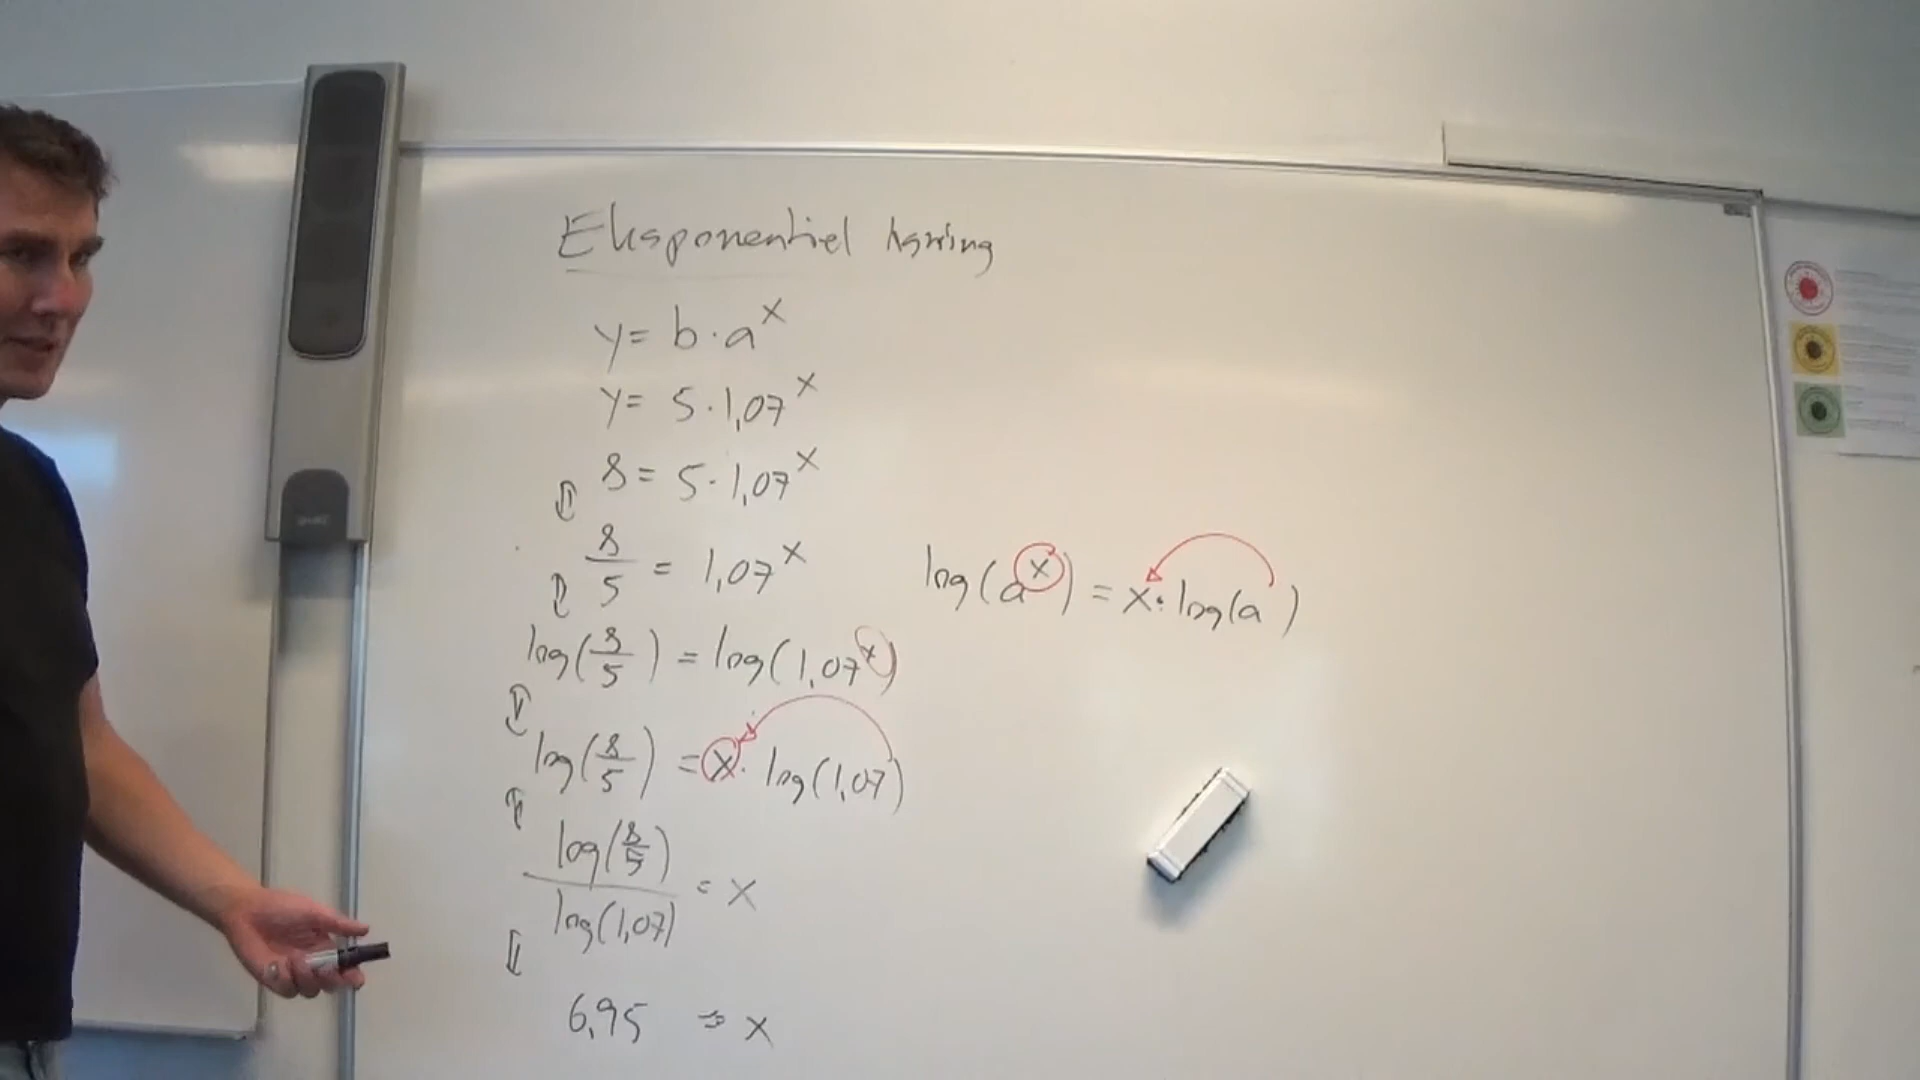 Eksponentiel ligning
y = b · a^x
y = 5 · 1,07^x
8 = 5 · 1,07^x
⇕
8/5 = 1,07^x
⇕
log(8/5) = log(1,07^x)
⇕
log(8/5) = x · log(1,07)
⇕
log(8/5)/log(1,07) = x
⇕
6,95 ≈ x
log(a^x) = x · log(a)